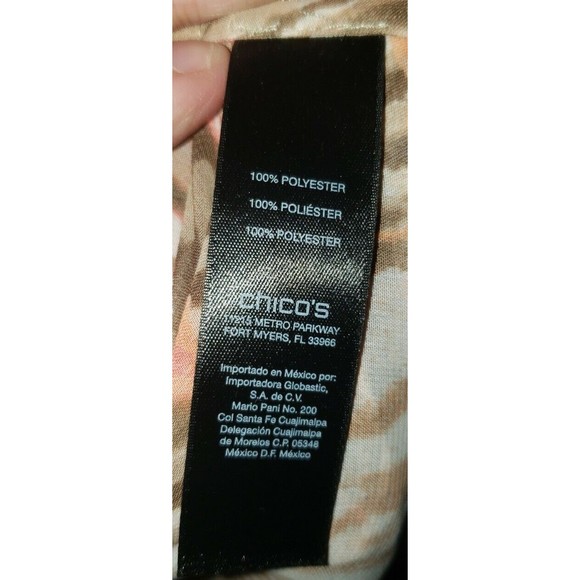 100% POLYESTER
100% POLIÉSTER
100% POLYESTER
chico's
11215 METRO PARKWAY
FORT MYERS, FL 33966
Importado en México por:
Importadora Globastic,
S.A. de C.V.
Mario Pani No. 200
Col Santa Fe Cuajimalpa
Delegación Cuajimalpa
de Morelos C.P. 05348
México D.F. México